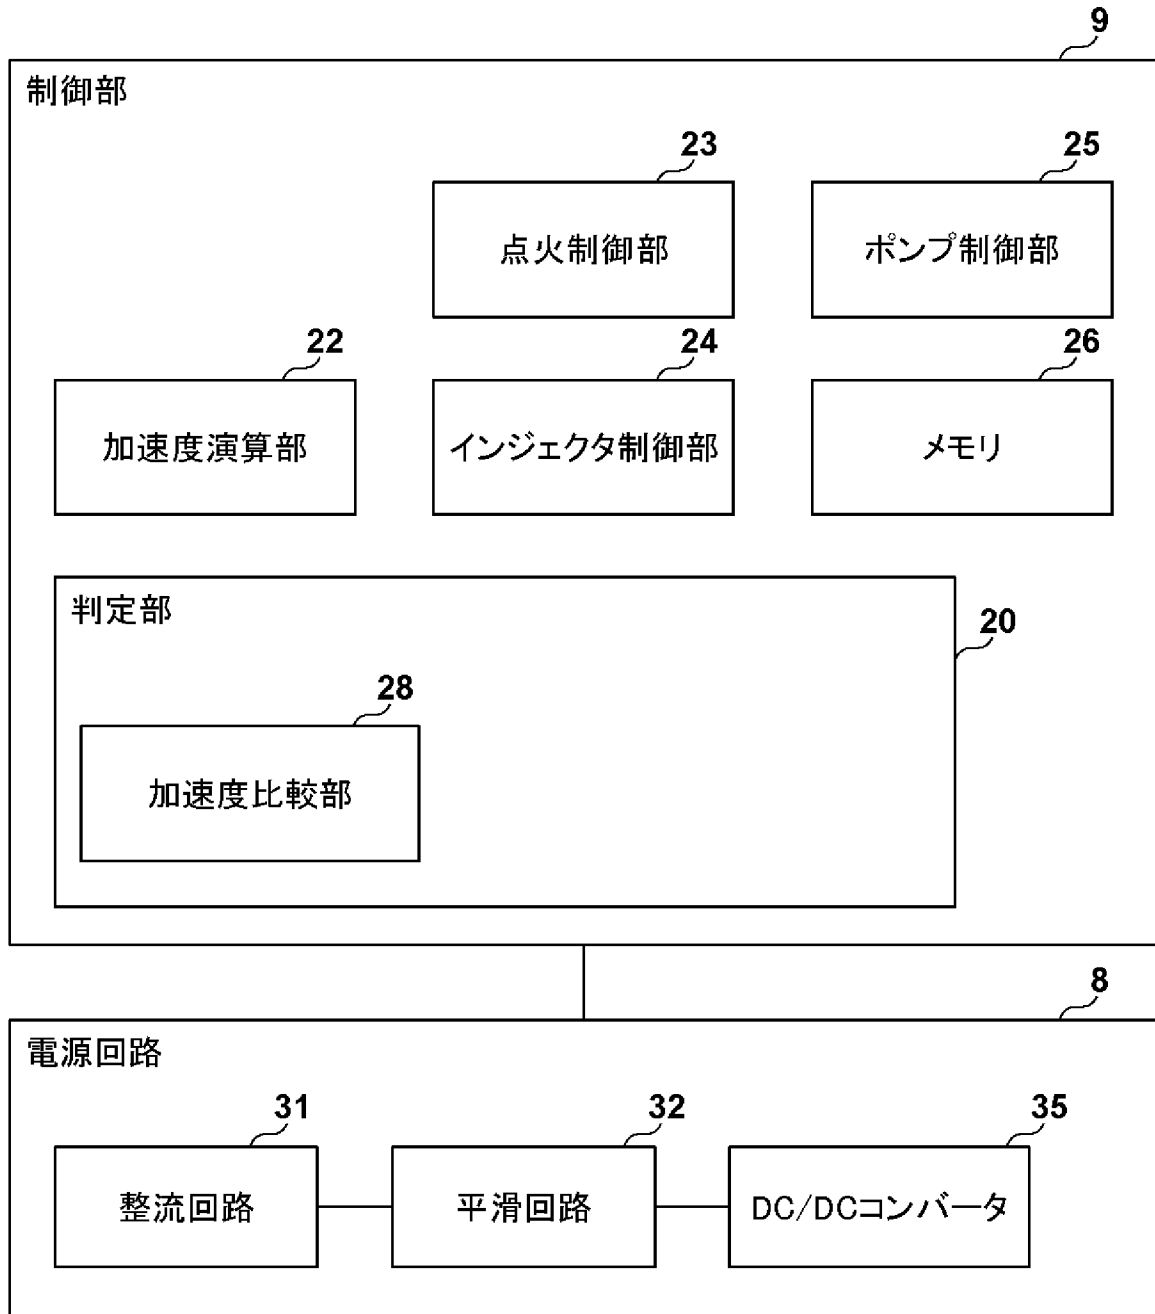 9
制御部
23
25
点火制御部
ポンプ制御部
22
24
26
加速度演算部
インジェクタ制御部
メモリ
判定部
20
28
加速度比較部
8
電源回路
31
32
35
整流回路
平滑回路
DC/DCコンバータ